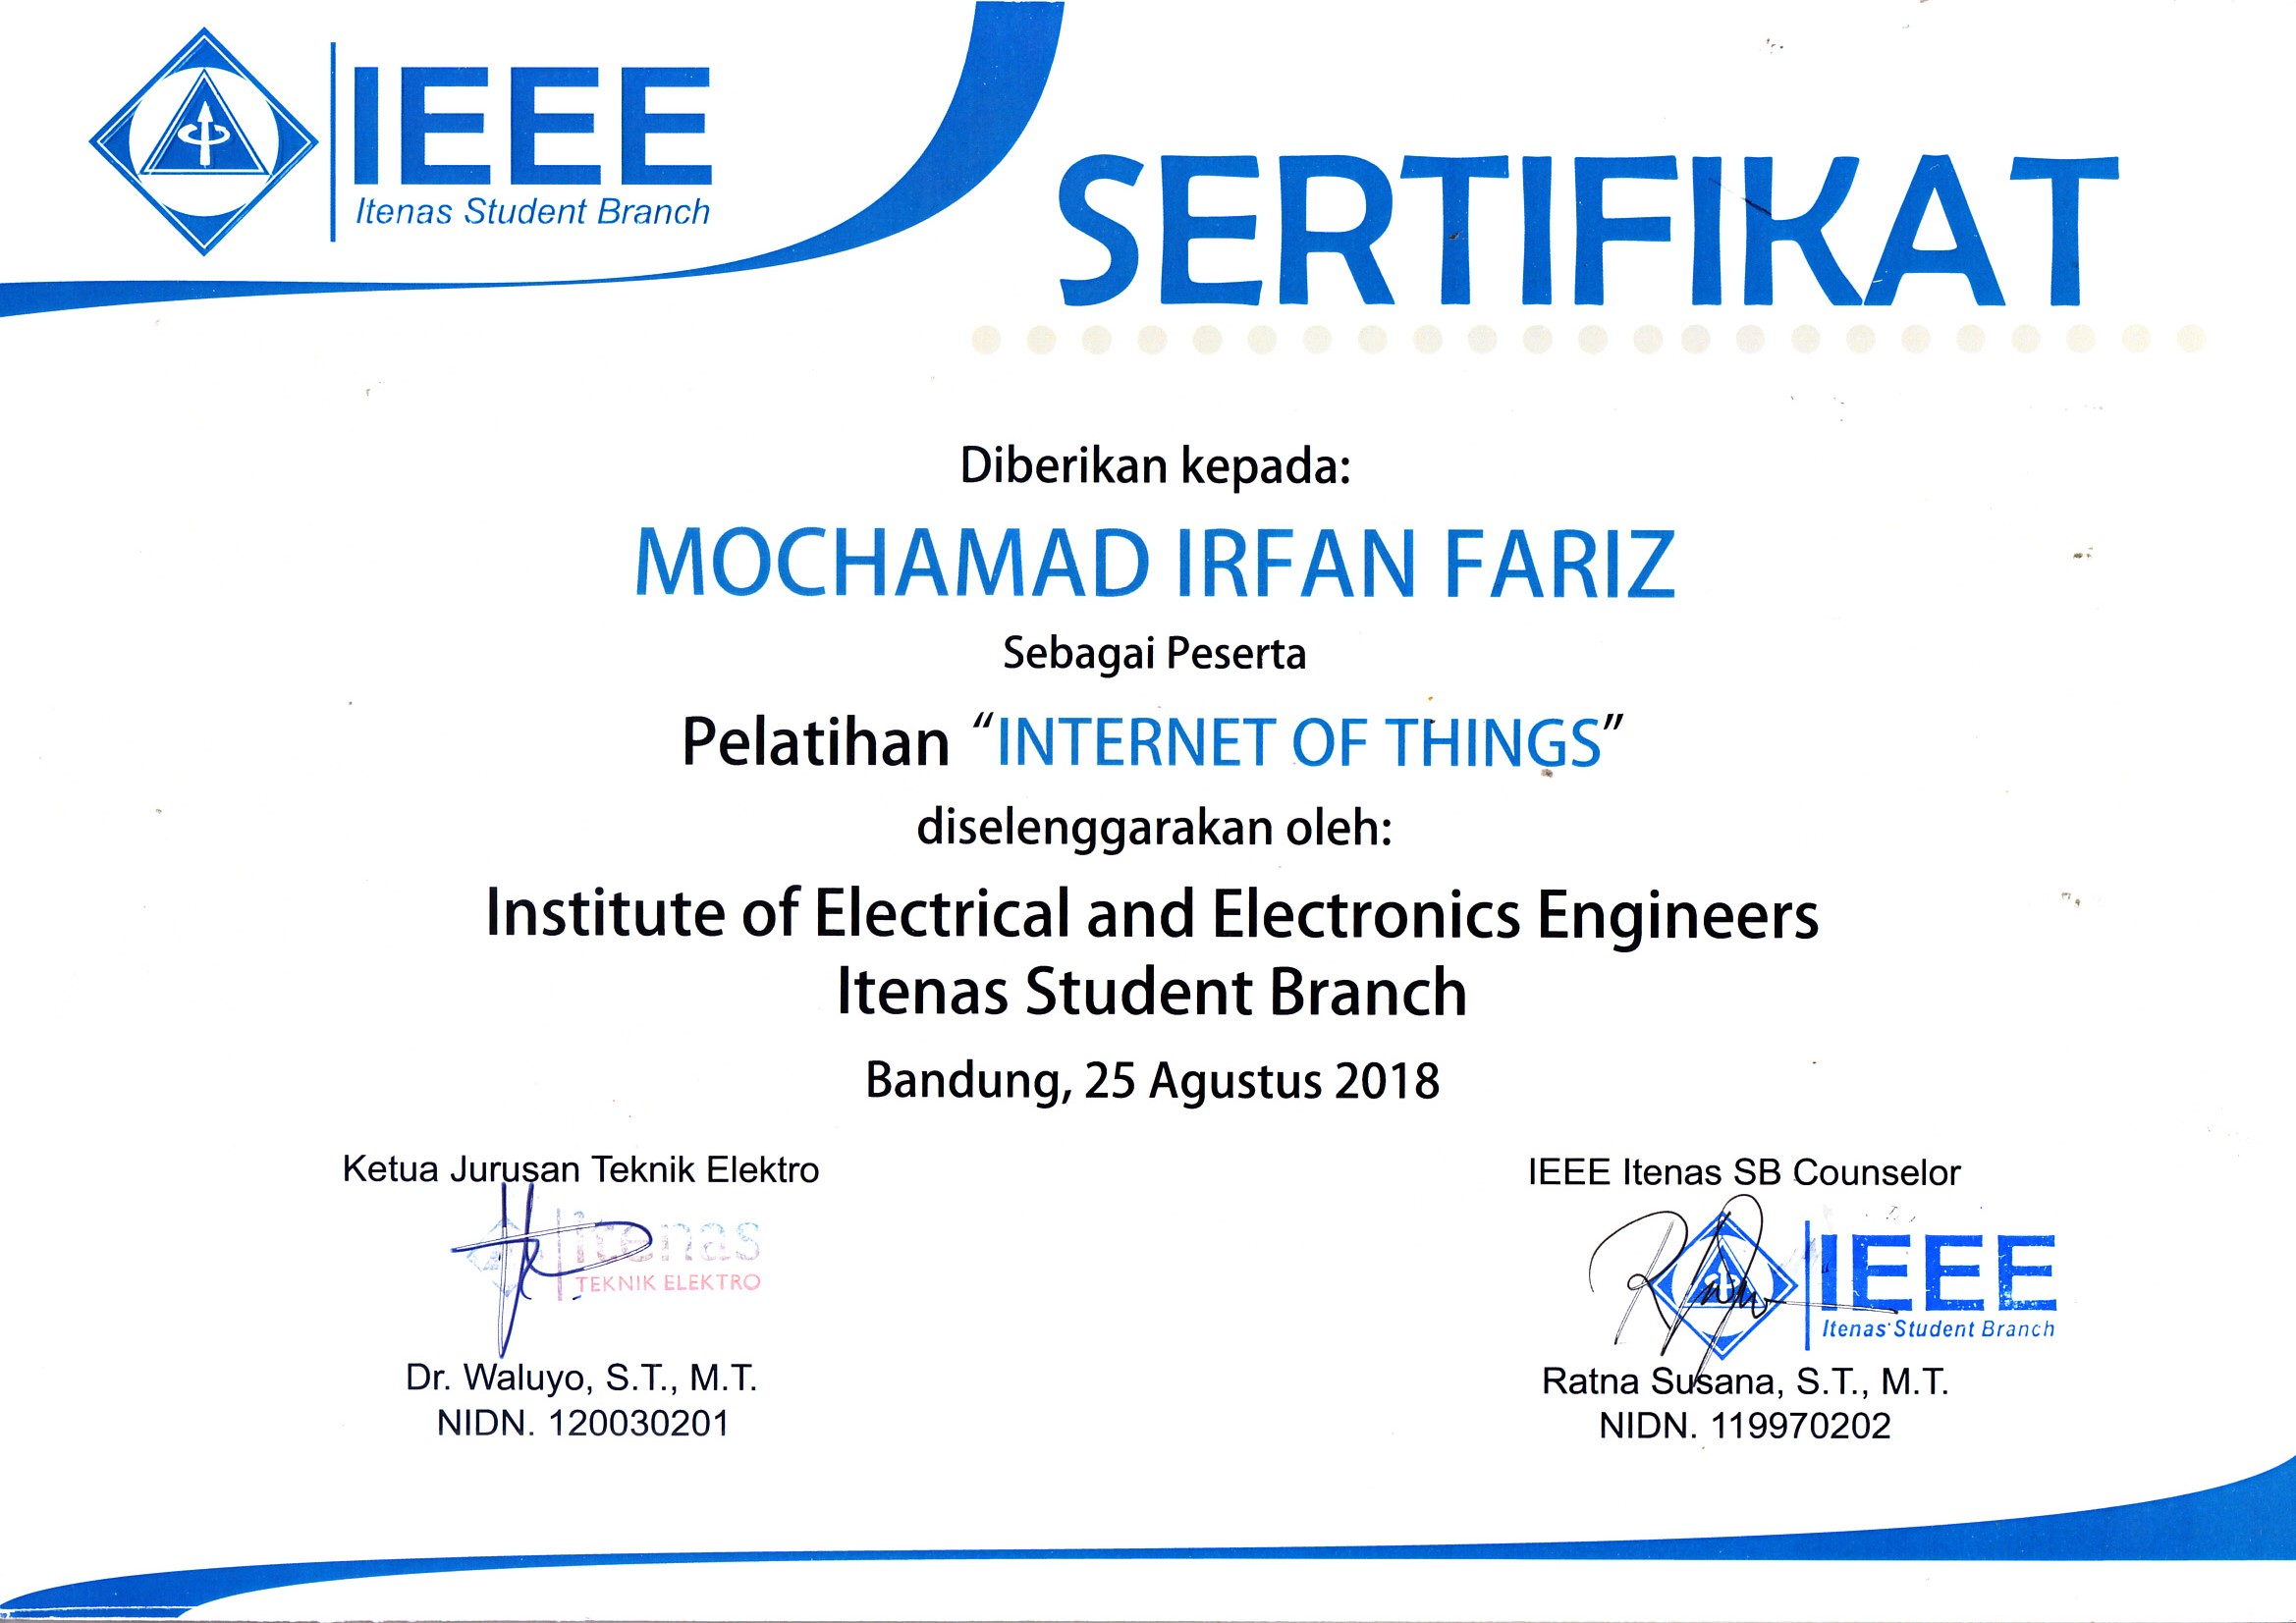 IEEE
Itenas Student Branch
SERTIFIKAT
Diberikan kepada:
MOCHAMAD IRFAN FARIZ
Sebagai Peserta
Pelatihan “INTERNET OF THINGS”
diselenggarakan oleh:
Institute of Electrical and Electronics Engineers
Itenas Student Branch
Bandung, 25 Agustus 2018
Ketua Jurusan Teknik Elektro
itenas
TEKNIK ELEKTRO
Dr. Waluyo, S.T., M.T.
NIDN. 120030201
IEEE Itenas SB Counselor
IEEE
Itenas Student Branch
Ratna Susana, S.T., M.T.
NIDN. 119970202